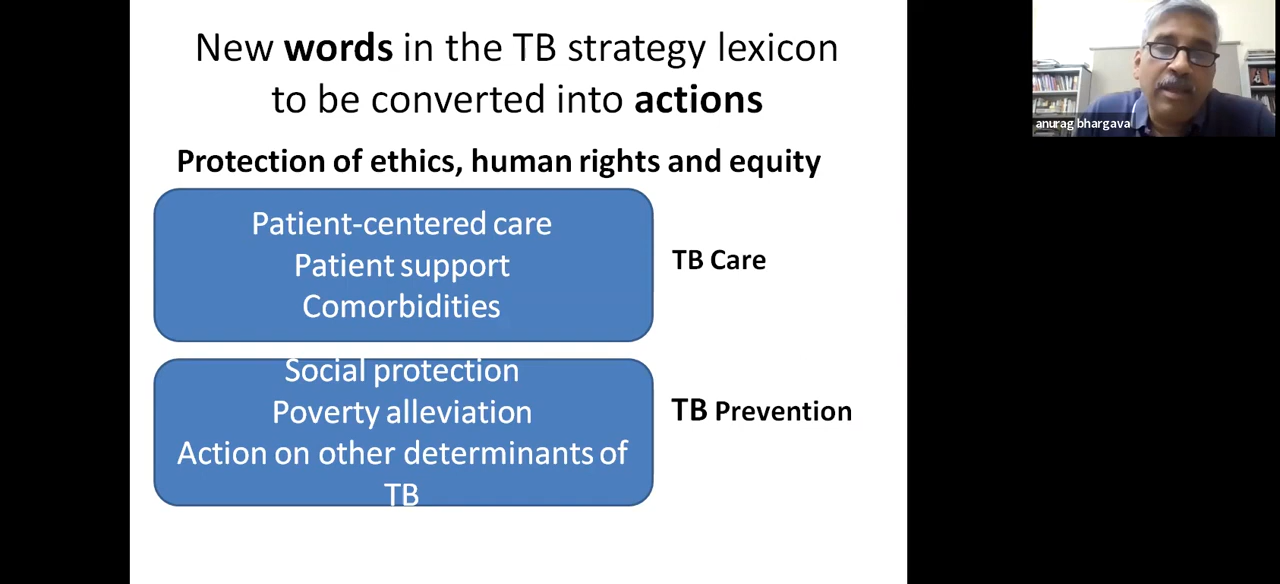 New words in the TB strategy lexicon
to be converted into actions
Protection of ethics, human rights and equity
Patient-centered care
Patient support
Comorbidities
TB Care
Social protection
Poverty alleviation
Action on other determinants of
TB
TB Prevention
anurag bhargava